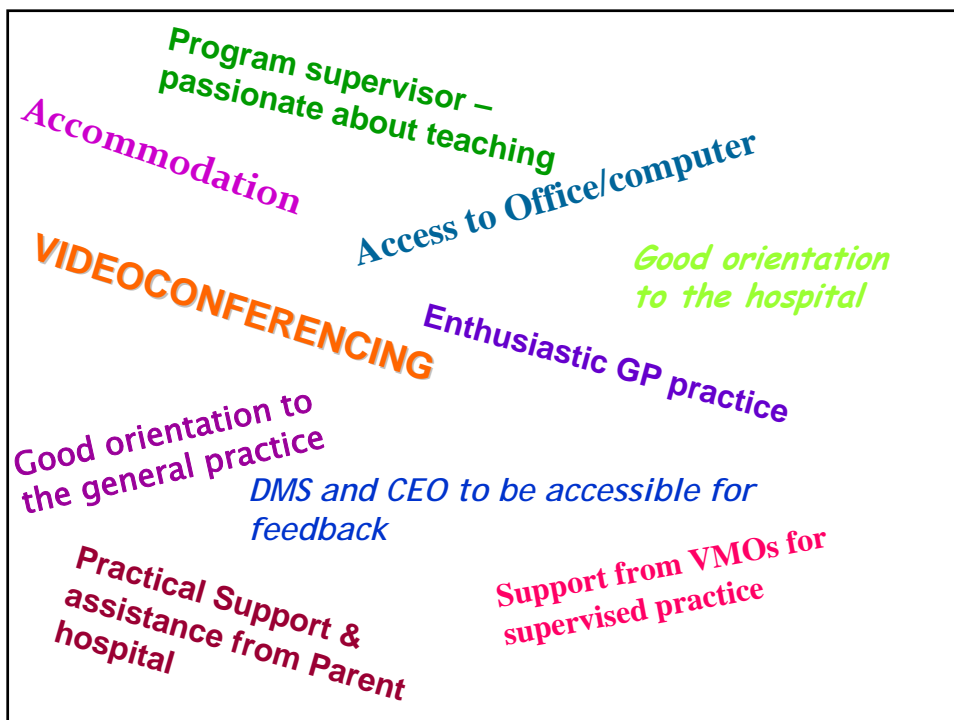 Program supervisor –
passionate about teaching
Accommodation
Access to Office/computer
VIDEOCONFERENCING
Good orientation
to the hospital
Enthusiastic GP practice
Good orientation to
the general practice
DMS and CEO to be accessible for
feedback
Support from VMOs for
supervised practice
Practical Support &
assistance from Parent
hospital